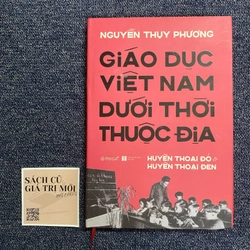 NGUYỄN THỤY PHƯƠNG
GIÁO DỤC
VIỆT NAM
DƯỚI THỜI
THUỘC ĐỊA
HUYỀN THOẠI ĐỎ &
HUYỀN THOẠI ĐEN
SÁCH CŨ
GIÁ TRỊ MỚI